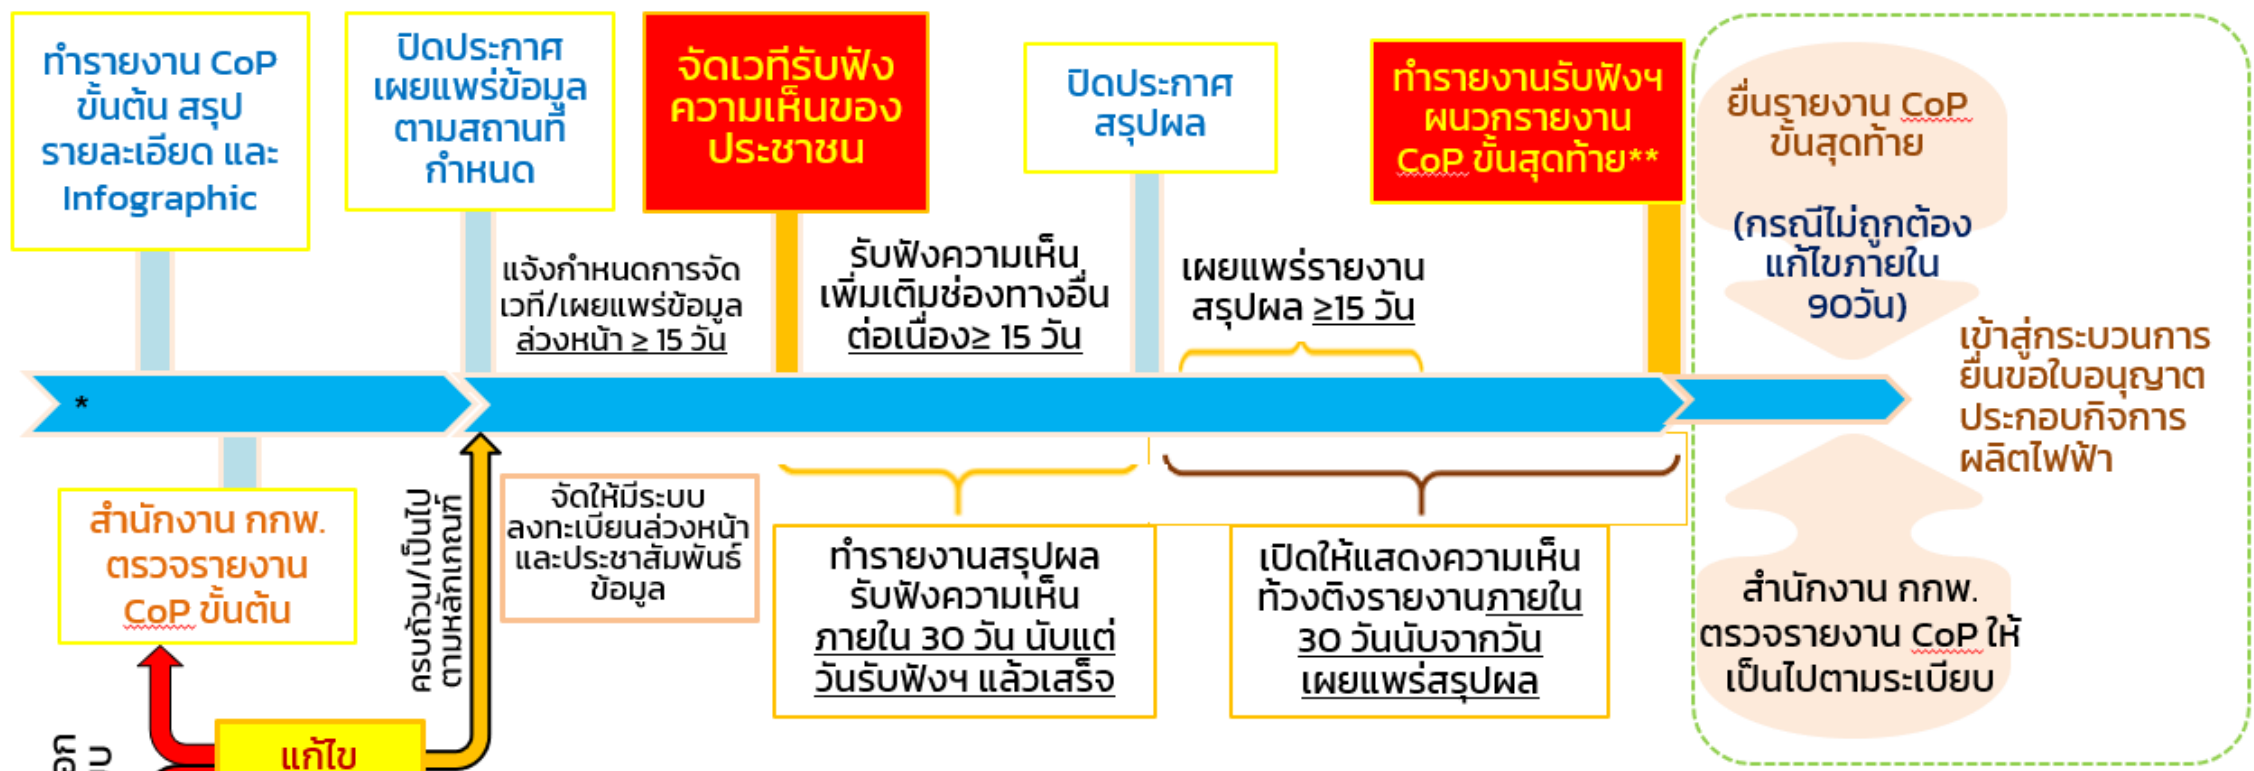 ทำรายงาน CoP
ขั้นต้น สรุป
รายละเอียด และ
Infographic
ปิดประกาศ
เผยแพร่ข้อมูล
ตามสถานที่
กำหนด
จัดเวทีรับฟัง
ความเห็นของ
ประชาชน
ปิดประกาศ
สรุปผล
ทำรายงานรับฟังฯ
ผนวกรายงาน
CoP ขั้นสุดท้าย**
ยื่นรายงาน CoP
ขั้นสุดท้าย
(กรณีไม่ถูกต้อง
แก้ไขภายใน
90วัน)
แจ้งกำหนดการจัด
เวที/เผยแพร่ข้อมูล
ล่วงหน้า ≥ 15 วัน
รับฟังความเห็น
เพิ่มเติมช่องทางอื่น
ต่อเนื่อง≥ 15 วัน
เผยแพร่รายงาน
สรุปผล ≥15 วัน
เข้าสู่กระบวนการ
ยื่นขอใบอนุญาต
ประกอบกิจการ
ผลิตไฟฟ้า
*
สำนักงาน กกพ.
ตรวจรายงาน
CoP ขั้นต้น
ครบถ้วน/เป็นไป
ตามหลักเกณฑ์
จัดให้มีระบบ
ลงทะเบียนล่วงหน้า
และประชาสัมพันธ์
ข้อมูล
ทำรายงานสรุปผล
รับฟังความเห็น
ภายใน 30 วัน นับแต่
วันรับฟังฯ แล้วเสร็จ
เปิดให้แสดงความเห็น
ท้วงติงรายงานภายใน
30 วันนับจากวัน
เผยแพร่สรุปผล
สำนักงาน กกพ.
ตรวจรายงาน CoP ให้
เป็นไปตามระเบียบ
แก้ไข